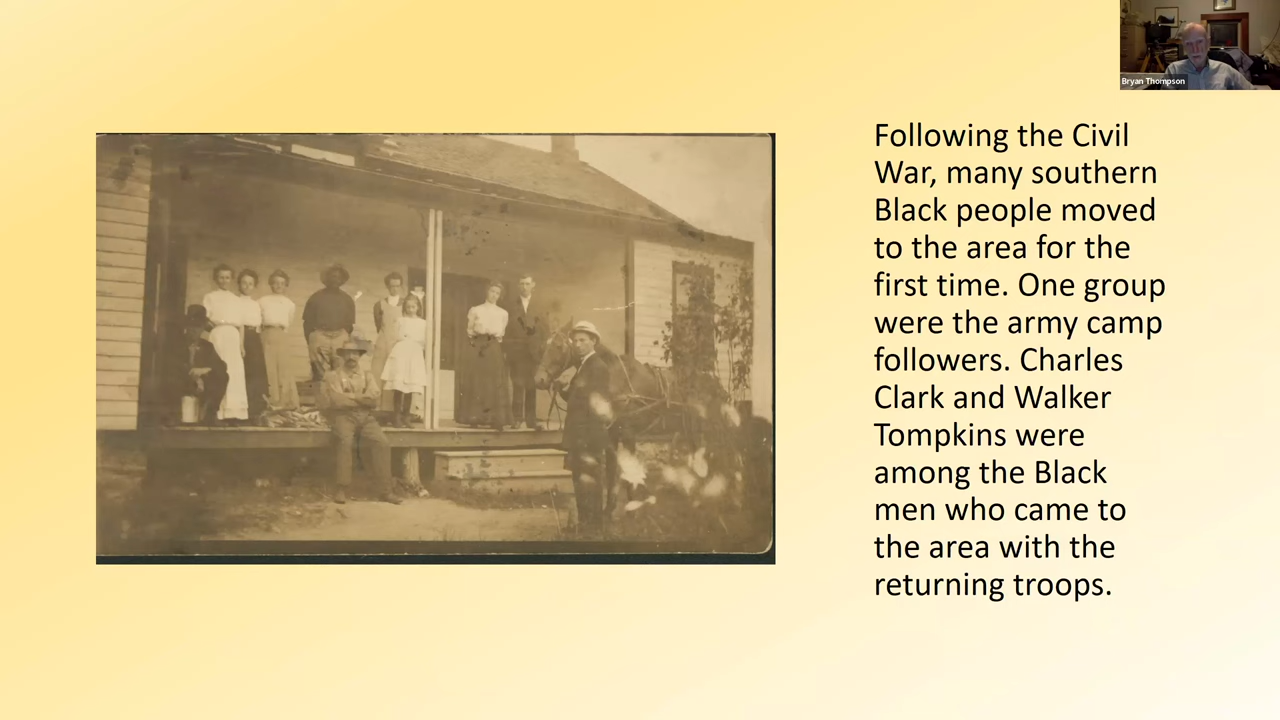 Bryan Thompson
Following the Civil
War, many southern
Black people moved
to the area for the
first time. One group
were the army camp
followers. Charles
Clark and Walker
Tompkins were
among the Black
men who came to
the area with the
returning troops.